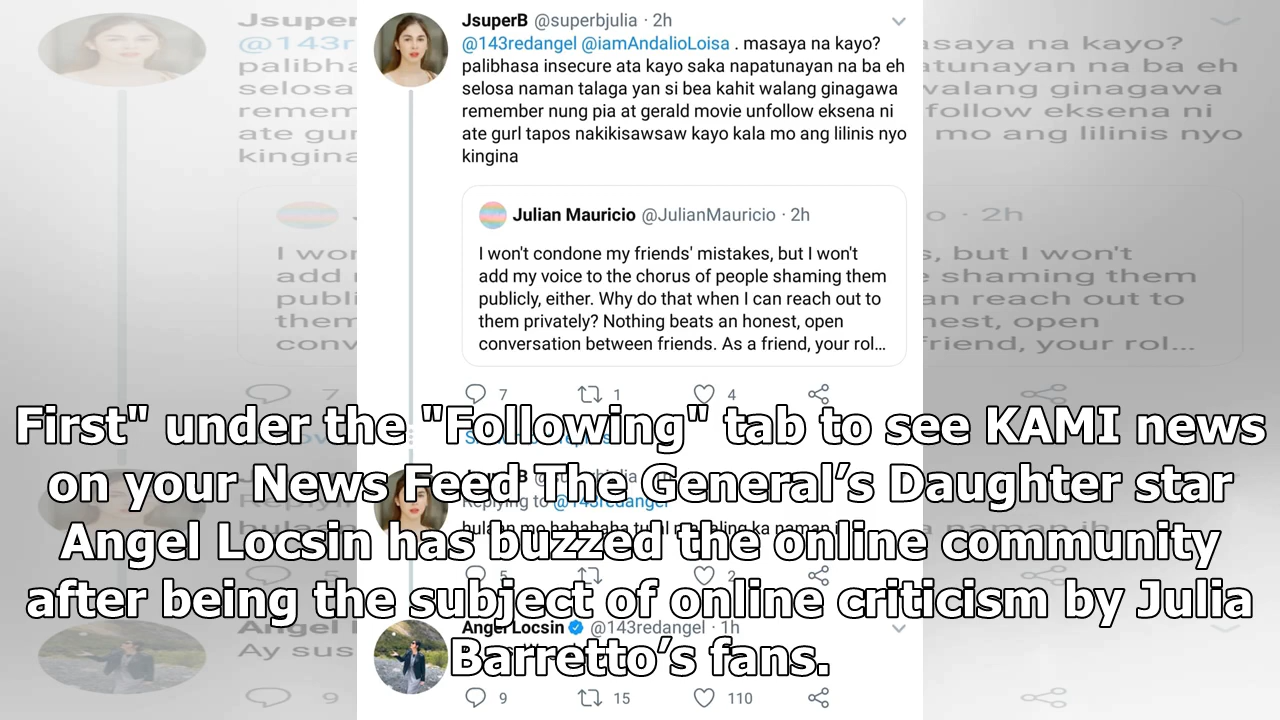 JsuperB @superbjulia · 2h
@143redangel @iamAndalioLoisa . masaya na kayo?
palibhasa insecure ata kayo saka napatunayan na ba eh
selosa naman talaga yan si bea kahit walang ginagawa
remember nung pia at gerald movie unfollow eksena ni
ate gurl tapos nakikisawsaw kayo kala mo ang lilinis nyo
kingina
Julian Mauricio @JulianMauricio · 2h
I won't condone my friends' mistakes, but I won't
add my voice to the chorus of people shaming them
publicly, either. Why do that when I can reach out to
them privately? Nothing beats an honest, open
conversation between friends. As a friend, your rol...
7 1 4
First" under the "Following" tab to see KAMI news
on your News Feed The General’s Daughter star
Angel Locsin has buzzed the online community
after being the subject of online criticism by Julia
Barretto’s fans.
JsuperB
Replying to @143redangel
5 2
Angel Locsin @143redangel · 1h
9 15 110